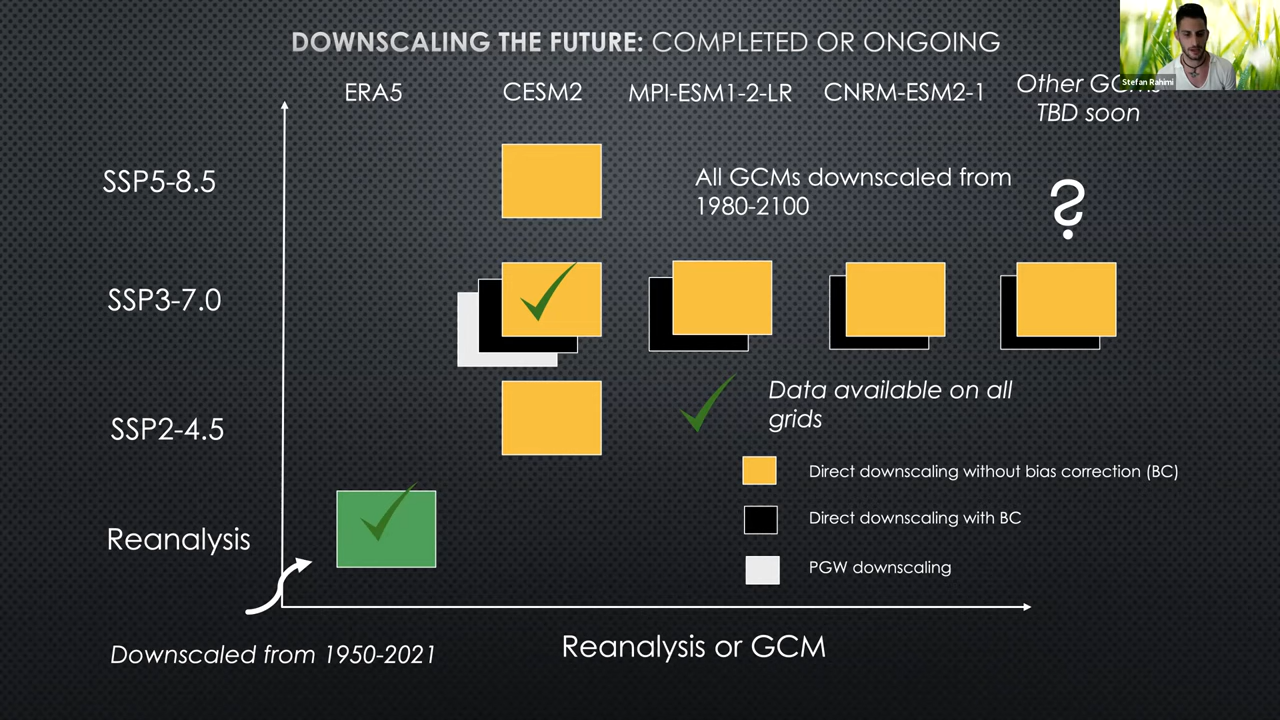 DOWNSCALING THE FUTURE: COMPLETED OR ONGOING
Stefan Rahimi
ERA5
CESM2
MPI-ESM1-2-LR
CNRM-ESM2-1
Other
TBD soon
SSP5-8.5
All GCMs downscaled from
1980-2100
?
SSP3-7.0
SSP2-4.5
Data available on all
grids
Direct downscaling without bias correction (BC)
Direct downscaling with BC
PGW downscaling
Reanalysis
Downscaled from 1950-2021
Reanalysis or GCM